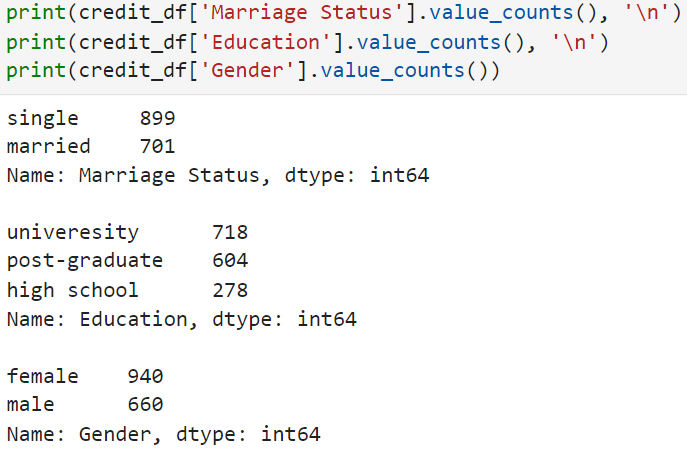 print(credit_df['Marriage Status'].value_counts(), '\n')
print(credit_df['Education'].value_counts(), '\n')
print(credit_df['Gender'].value_counts())
single     899
married    701
Name: Marriage Status, dtype: int64
univeresity      718
post-graduate    604
high school      278
Name: Education, dtype: int64
female    940
male      660
Name: Gender, dtype: int64